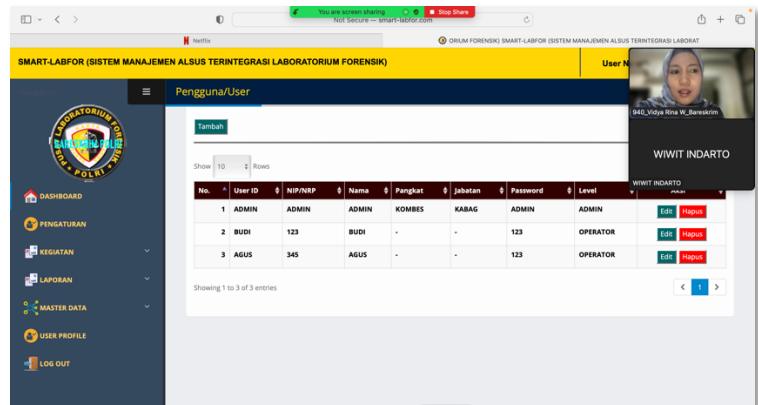 You are screen sharing Stop Share
Not Secure — smart-labfor.com
Netflix
ORIUM FORENSIK) SMART-LABFOR (SISTEM MANAJEMEN ALSUS TERINTEGRASI LABORAT
SMART-LABFOR (SISTEM MANAJEMEN ALSUS TERINTEGRASI LABORATORIUM FORENSIK)
User N
Pengguna/User
940_Vidya Rina W_Bareskrim
WIWIT INDARTO
WIWIT INDARTO
LABORATORIUM FORENSIK
PUS
POLRI
DASHBOARD
PENGATURAN
KEGIATAN
LAPORAN
MASTER DATA
USER PROFILE
LOG OUT
Tambah
Show 10 Rows
No. User ID NIP/NRP Nama Pangkat Jabatan Password Level Aksi
1 ADMIN ADMIN ADMIN KOMBES KABAG ADMIN ADMIN Edit Hapus
2 BUDI 123 BUDI - - 123 OPERATOR Edit Hapus
3 AGUS 345 AGUS - - 123 OPERATOR Edit Hapus
Showing 1 to 3 of 3 entries
1